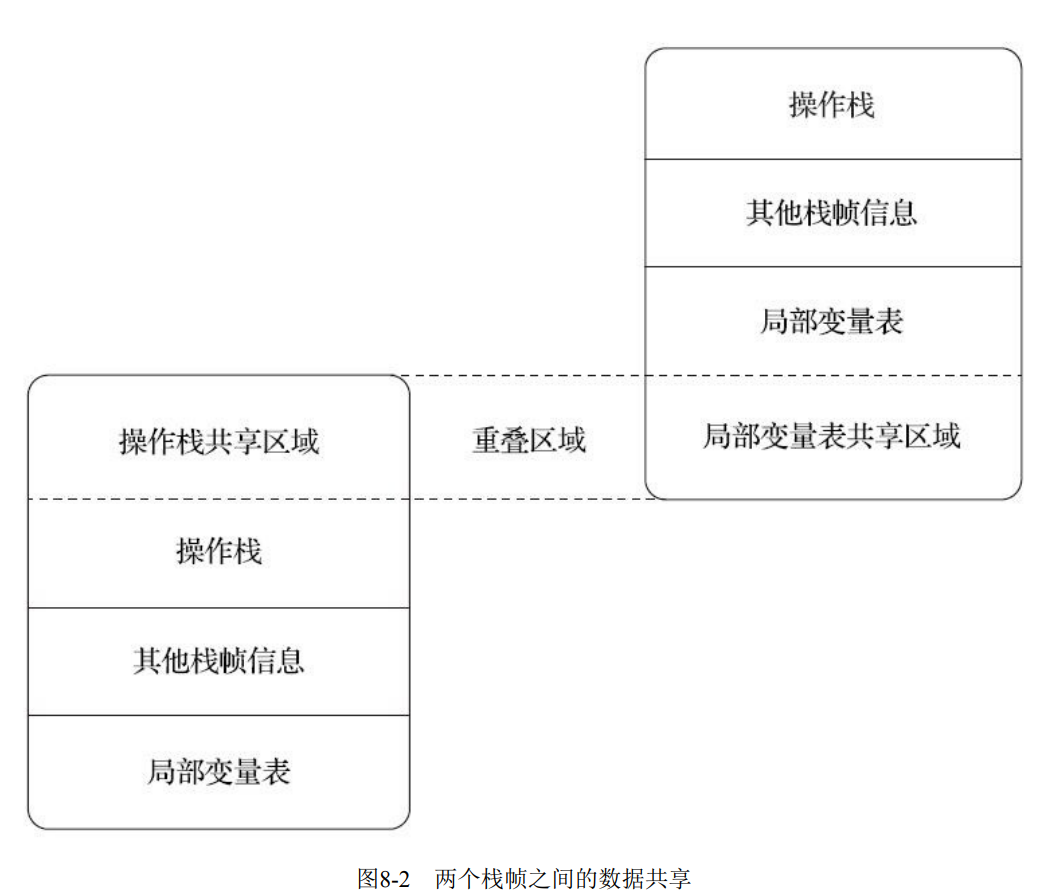 操作栈
其他栈帧信息
局部变量表
局部变量表共享区域
操作栈共享区域
重叠区域
操作栈
其他栈帧信息
局部变量表
图8-2 两个栈帧之间的数据共享